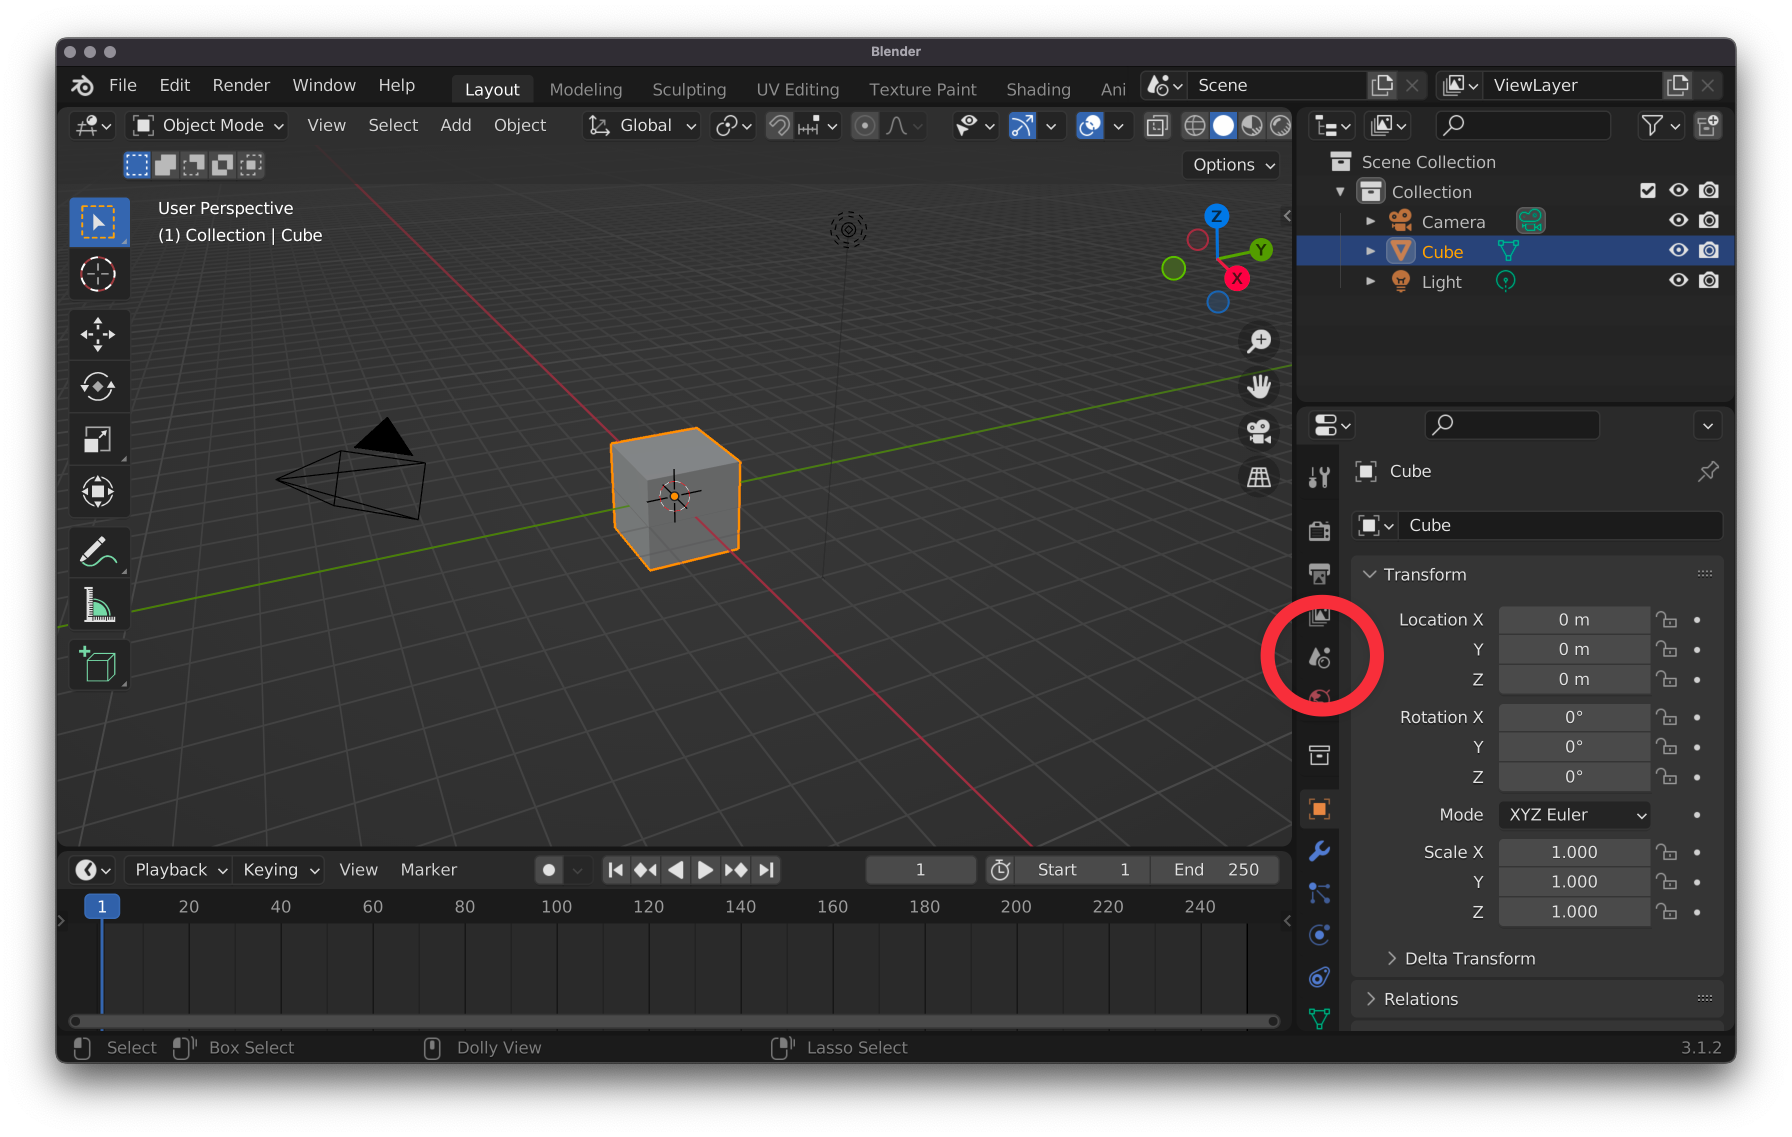 Blender
File Edit Render Window Help Layout Modeling Sculpting UV Editing Texture Paint Shading Ani Scene ViewLayer
Object Mode View Select Add Object Global
Options
User Perspective
(1) Collection | Cube
Z
Y
X
Scene Collection
Collection
Camera
Cube
Light
Cube
Cube
Transform
Location X 0 m
Y 0 m
Z 0 m
Rotation X 0°
Y 0°
Z 0°
Mode XYZ Euler
Scale X 1.000
Y 1.000
Z 1.000
Delta Transform
Relations
Playback Keying View Marker 1 Start 1 End 250
1 20 40 60 80 100 120 140 160 180 200 220 240
Select Box Select Dolly View Lasso Select 3.1.2